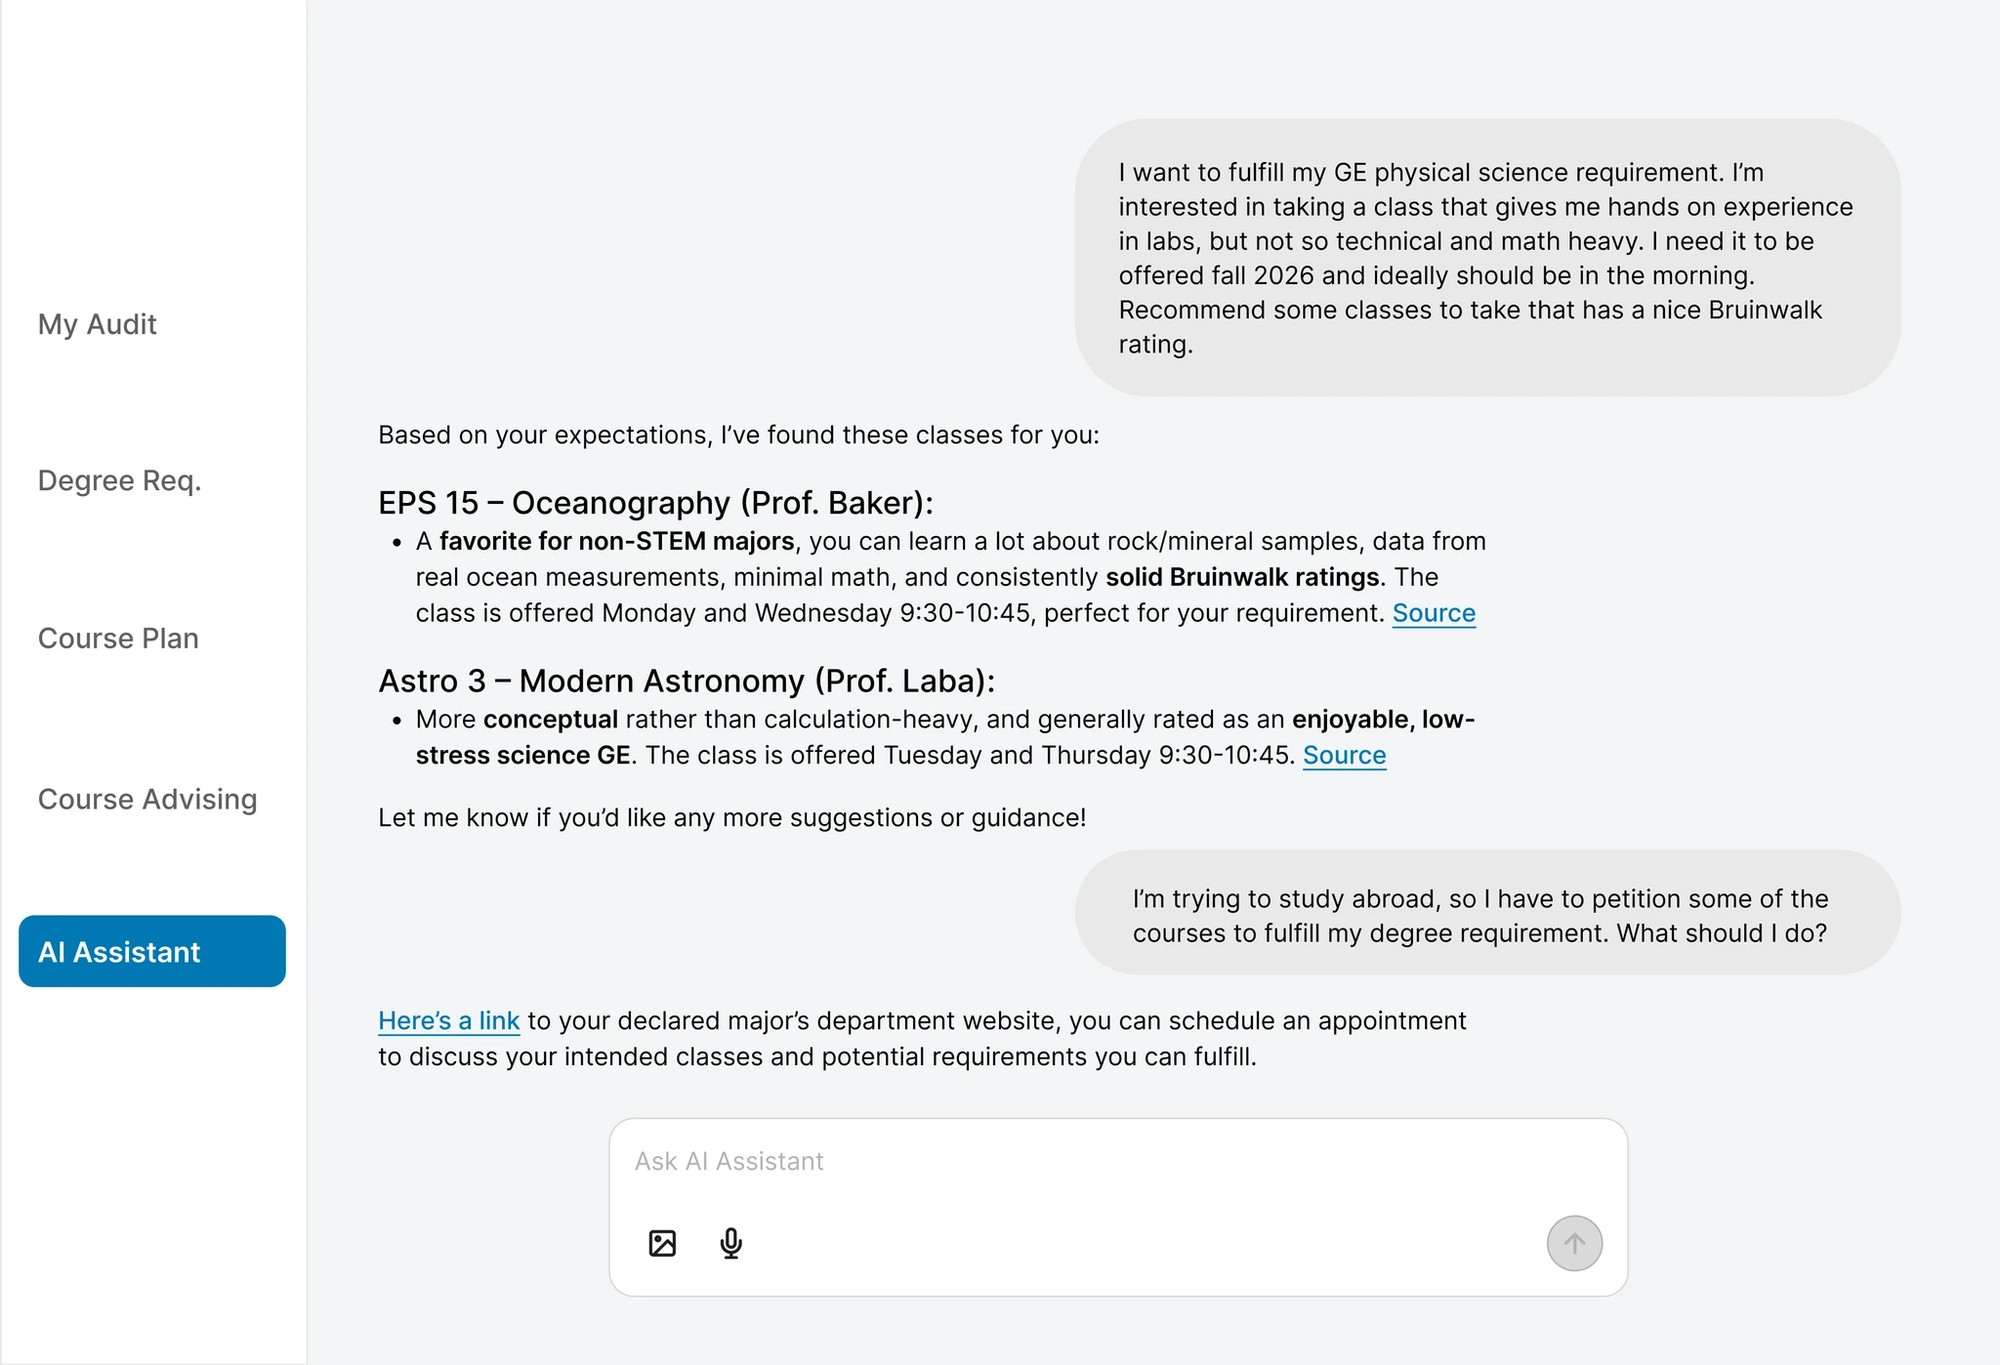 My Audit
Degree Req.
Course Plan
Course Advising
AI Assistant
I want to fulfill my GE physical science requirement. I’m
interested in taking a class that gives me hands on experience
in labs, but not so technical and math heavy. I need it to be
offered fall 2026 and ideally should be in the morning.
Recommend some classes to take that has a nice Bruinwalk
rating.
Based on your expectations, I’ve found these classes for you:
EPS 15 – Oceanography (Prof. Baker):
• A favorite for non-STEM majors, you can learn a lot about rock/mineral samples, data from
real ocean measurements, minimal math, and consistently solid Bruinwalk ratings. The
class is offered Monday and Wednesday 9:30-10:45, perfect for your requirement. Source
Astro 3 – Modern Astronomy (Prof. Laba):
• More conceptual rather than calculation-heavy, and generally rated as an enjoyable, low-
stress science GE. The class is offered Tuesday and Thursday 9:30-10:45. Source
Let me know if you’d like any more suggestions or guidance!
I’m trying to study abroad, so I have to petition some of the
courses to fulfill my degree requirement. What should I do?
Here’s a link to your declared major’s department website, you can schedule an appointment
to discuss your intended classes and potential requirements you can fulfill.
Ask AI Assistant